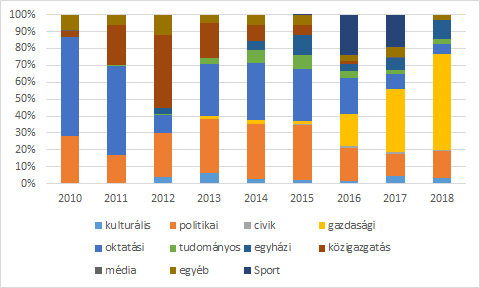 100%
90%
80%
70%
60%
50%
40%
30%
20%
10%
0%
2010 2011 2012 2013 2014 2015 2016 2017 2018
kulturális politikai civik gazdasági
oktatási tudományos egyházi közigazgatás
média egyéb Sport